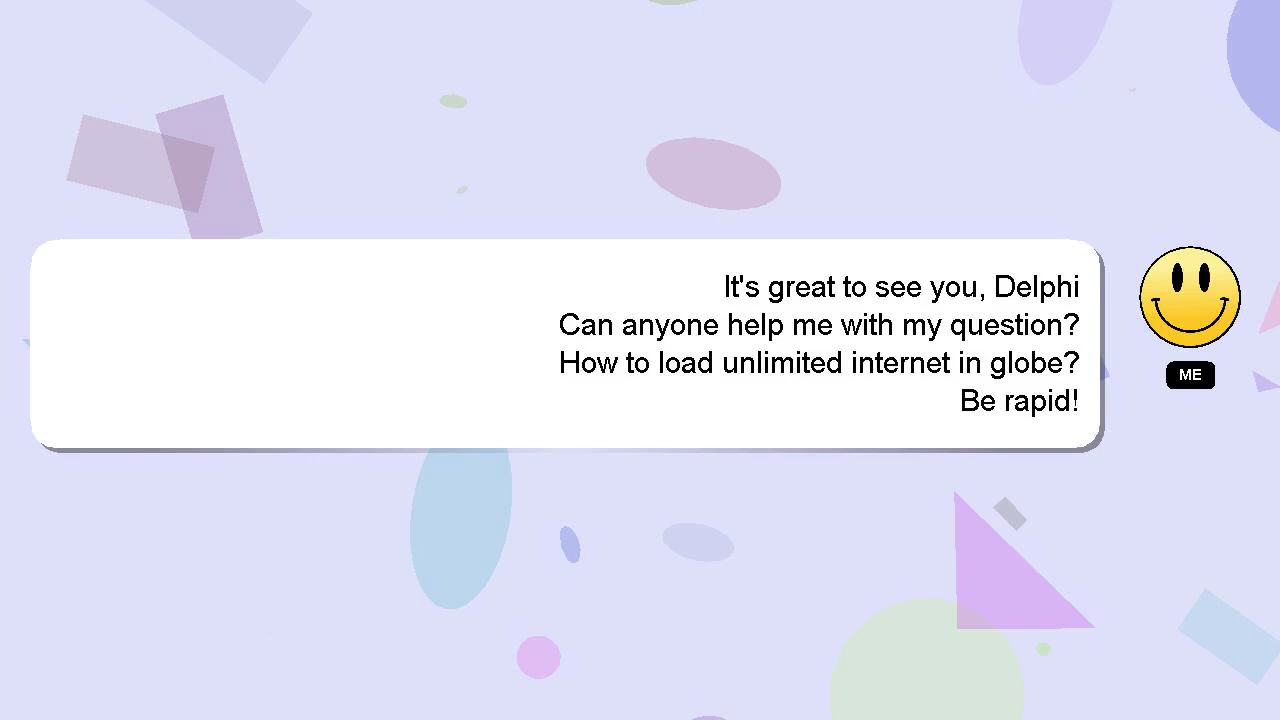 It's great to see you, Delphi
Can anyone help me with my question?
How to load unlimited internet in globe?
Be rapid!
ME